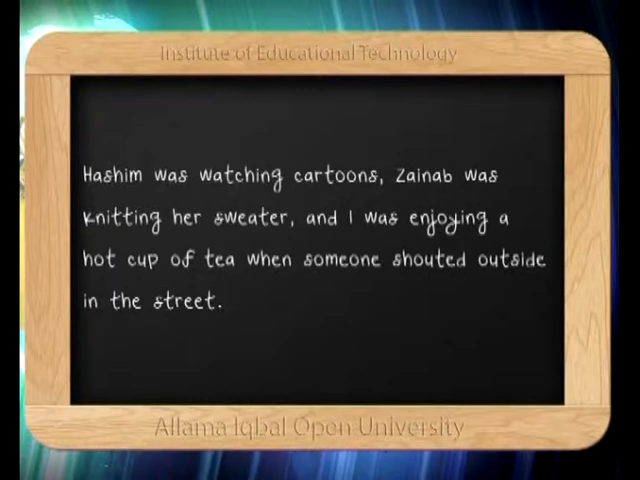 Institute of Educational Technology
Hashim was watching cartoons, Zainab was
knitting her sweater, and I was enjoying a
hot cup of tea when someone shouted outside
in the street.
Allama Iqbal Open University